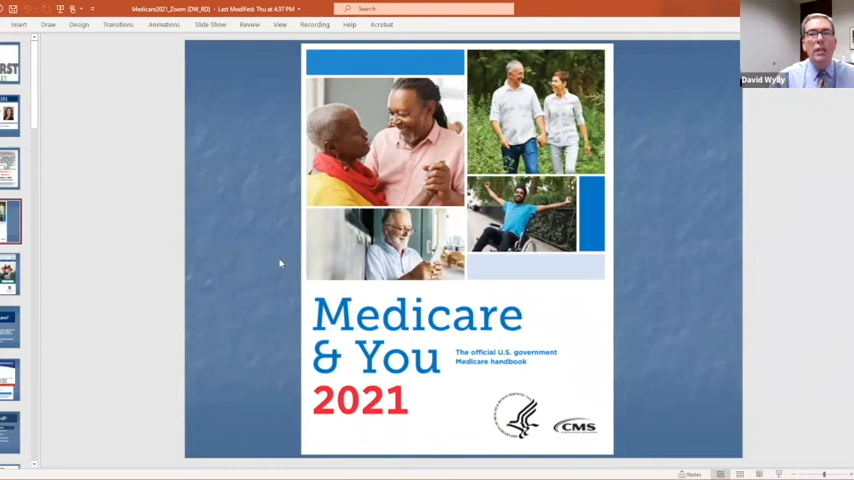 Medicare2021_Zoom (DW_RD) - Last Modified: Thu at 4:37 PM
Search
Insert Draw Design Transitions Animations Slide Show Review View Recording Help Acrobat
David Wylly
RST
Medicare
& You
2021
The official U.S. government
Medicare handbook
CMS
Notes